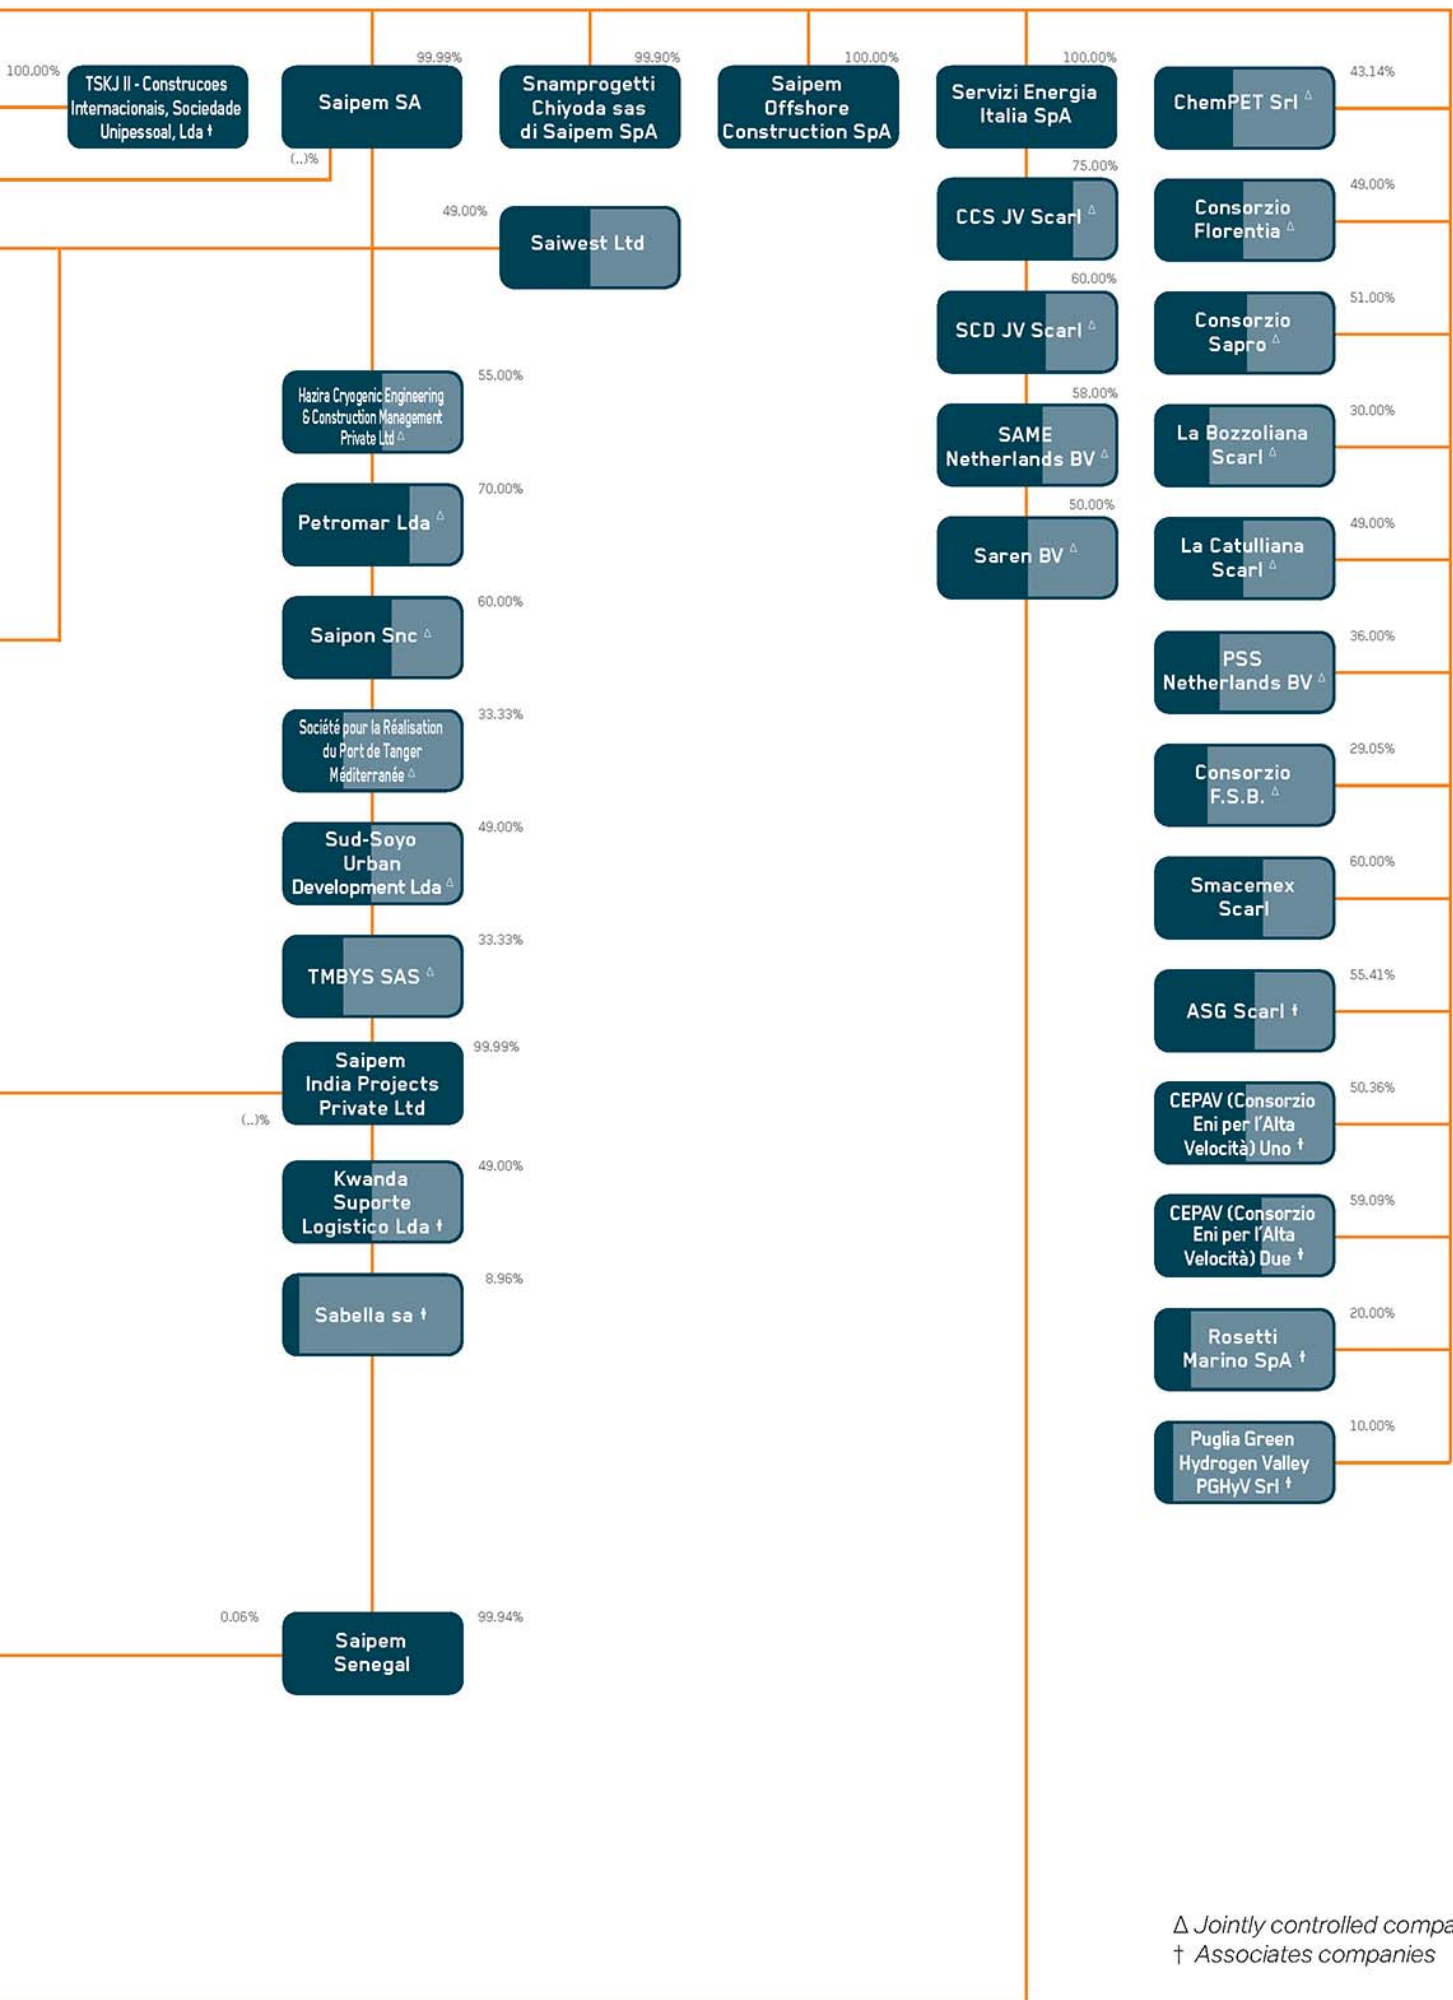 100.00%
TSKJ II - Construcoes
Internacionais, Sociedade
Unipessoal, Lda †
99.99%
Saipem SA
(..)%
99.90%
Snamprogetti
Chiyoda sas
di Saipem SpA
100.00%
Saipem
Offshore
Construction SpA
100.00%
Servizi Energia
Italia SpA
43.14%
ChemPET Srl Δ
49.00%
Saiwest Ltd
75.00%
CCS JV Scarl Δ
60.00%
SCD JV Scarl Δ
58.00%
SAME
Netherlands BV Δ
50.00%
Saren BV Δ
49.00%
Consorzio
Florentia Δ
51.00%
Consorzio
Sapro Δ
30.00%
La Bozzoliana
Scarl Δ
49.00%
La Catulliana
Scarl Δ
36.00%
PSS
Netherlands BV Δ
29.05%
Consorzio
F.S.B. Δ
60.00%
Smacemex
Scarl
55.41%
ASG Scarl †
50.36%
CEPAV (Consorzio
Eni per l'Alta
Velocità) Uno †
59.09%
CEPAV (Consorzio
Eni per l'Alta
Velocità) Due †
20.00%
Rosetti
Marino SpA †
10.00%
Puglia Green
Hydrogen Valley
PGHyV Srl †
55.00%
Hazira Cryogenic Engineering
& Construction Management
Private Ltd Δ
70.00%
Petromar Lda Δ
60.00%
Saipon Snc Δ
33.33%
Société pour la Réalisation
du Port de Tanger
Méditerranée Δ
49.00%
Sud-Soyo
Urban
Development Lda Δ
33.33%
TMBYS SAS Δ
99.99%
Saipem
India Projects
Private Ltd
(..)%
49.00%
Kwanda
Suporte
Logistico Lda †
8.96%
Sabella sa †
0.06%
99.94%
Saipem
Senegal
Δ Jointly controlled compa
† Associates companies